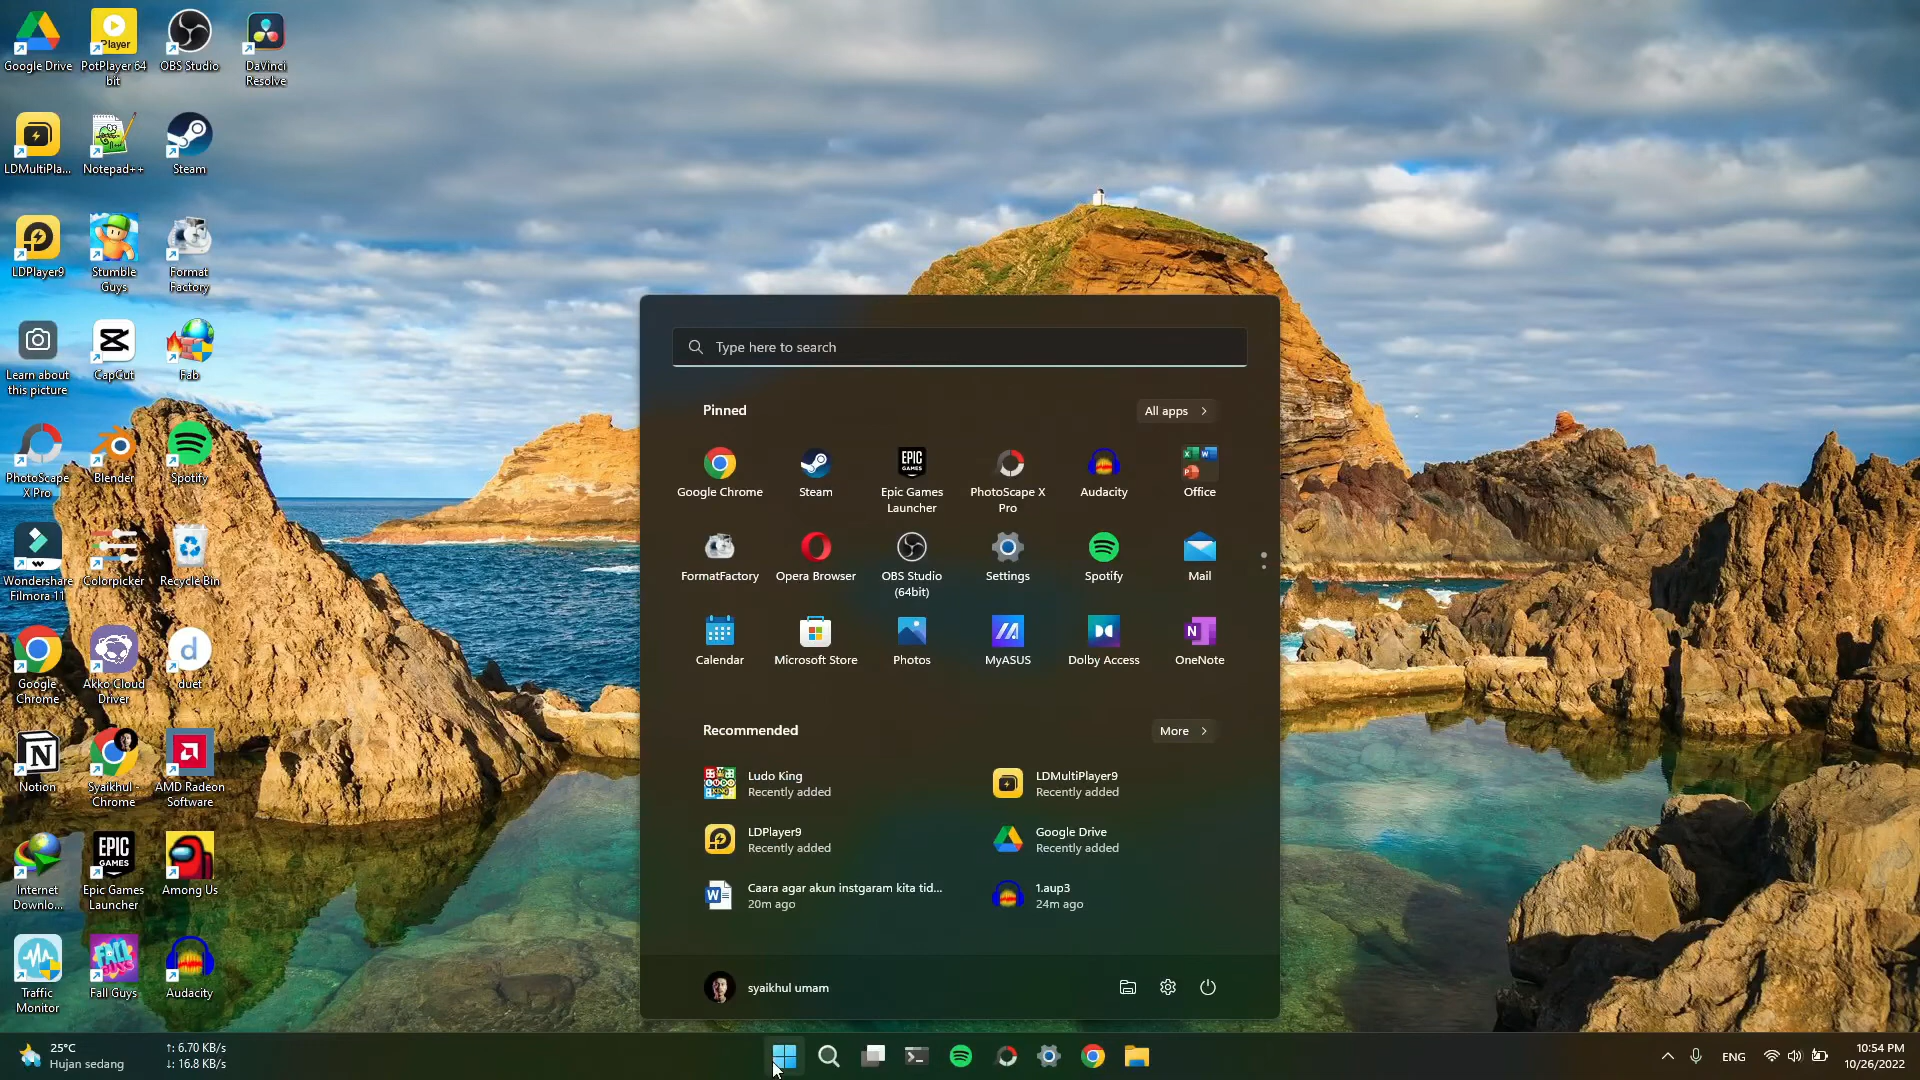 Google Drive
PotPlayer 64
bit
OBS Studio
DaVinci
Resolve
LDMultiPla...
Notepad++
Steam
LDPlayer9
Stumble
Guys
Format
Factory
Learn about
this picture
CapCut
Fab
PhotoScape
X Pro
Blender
Spotify
Wondershare
Filmora 11
Colorpicker
Recycle Bin
Google
Chrome
Akko Cloud
Driver
duet
Notion
Syaikhul -
Chrome
AMD Radeon
Software
Internet
Downlo...
Epic Games
Launcher
Among Us
Traffic
Monitor
Fall Guys
Audacity
Type here to search
Pinned
All apps
Google Chrome
Steam
Epic Games
Launcher
PhotoScape X
Pro
Audacity
Office
FormatFactory
Opera Browser
OBS Studio
(64bit)
Settings
Spotify
Mail
Calendar
Microsoft Store
Photos
MyASUS
Dolby Access
OneNote
Recommended
More
Ludo King
Recently added
LDMultiPlayer9
Recently added
LDPlayer9
Recently added
Google Drive
Recently added
Caara agar akun instgaram kita tid...
20m ago
1.aup3
24m ago
syaikhul umam
25°C
Hujan sedang
↑: 6.70 KB/s
↓: 16.8 KB/s
ENG
10:54 PM
10/26/2022